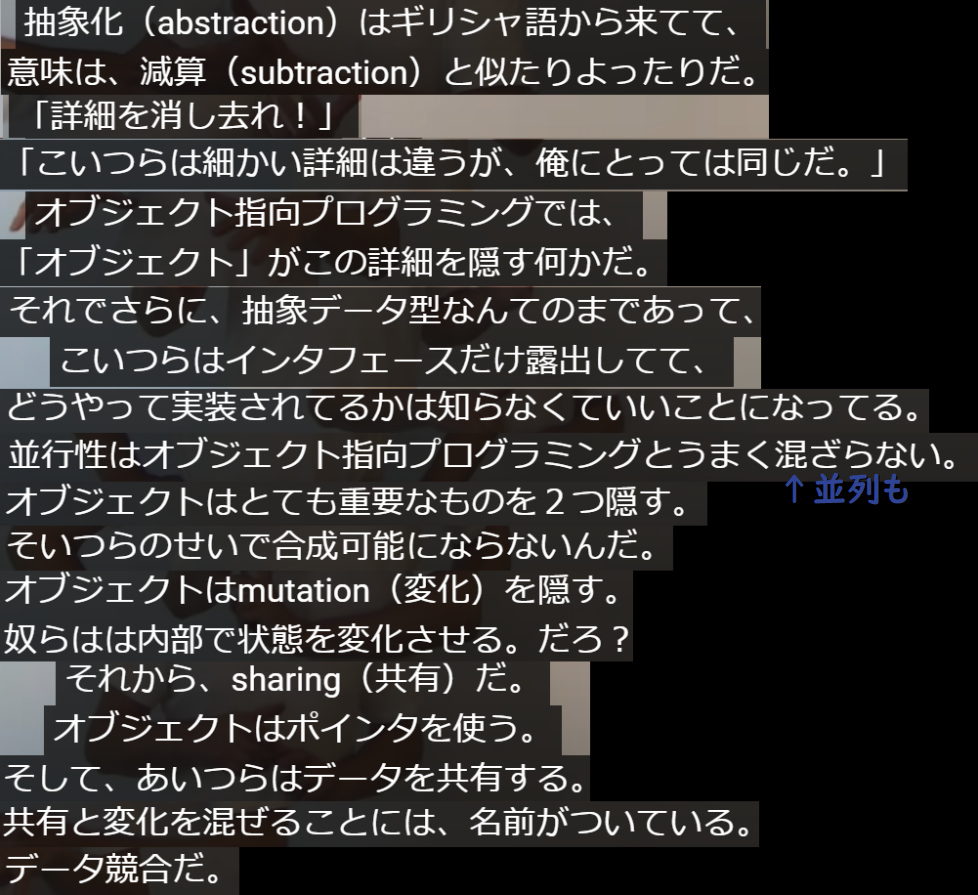 抽象化（abstraction）はギリシャ語から来てて、
意味は、減算（subtraction）と似たりよったりだ。
「詳細を消し去れ！」
「こいつらは細かい詳細は違うが、俺にとっては同じだ。」
オブジェクト指向プログラミングでは、
「オブジェクト」がこの詳細を隠す何かだ。
それでさらに、抽象データ型なんてのまであって、
こいつらはインタフェースだけ露出してて、
どうやって実装されてるかは知らなくていいことになってる。
並行性はオブジェクト指向プログラミングとうまく混ざらない。
↑並列も
オブジェクトはとても重要なものを２つ隠す。
そいつらのせいで合成可能にならないんだ。
オブジェクトはmutation（変化）を隠す。
奴らはは内部で状態を変化させる。だろ？
それから、sharing（共有）だ。
オブジェクトはポインタを使う。
そして、あいつらはデータを共有する。
共有と変化を混ぜることには、名前がついている。
データ競合だ。